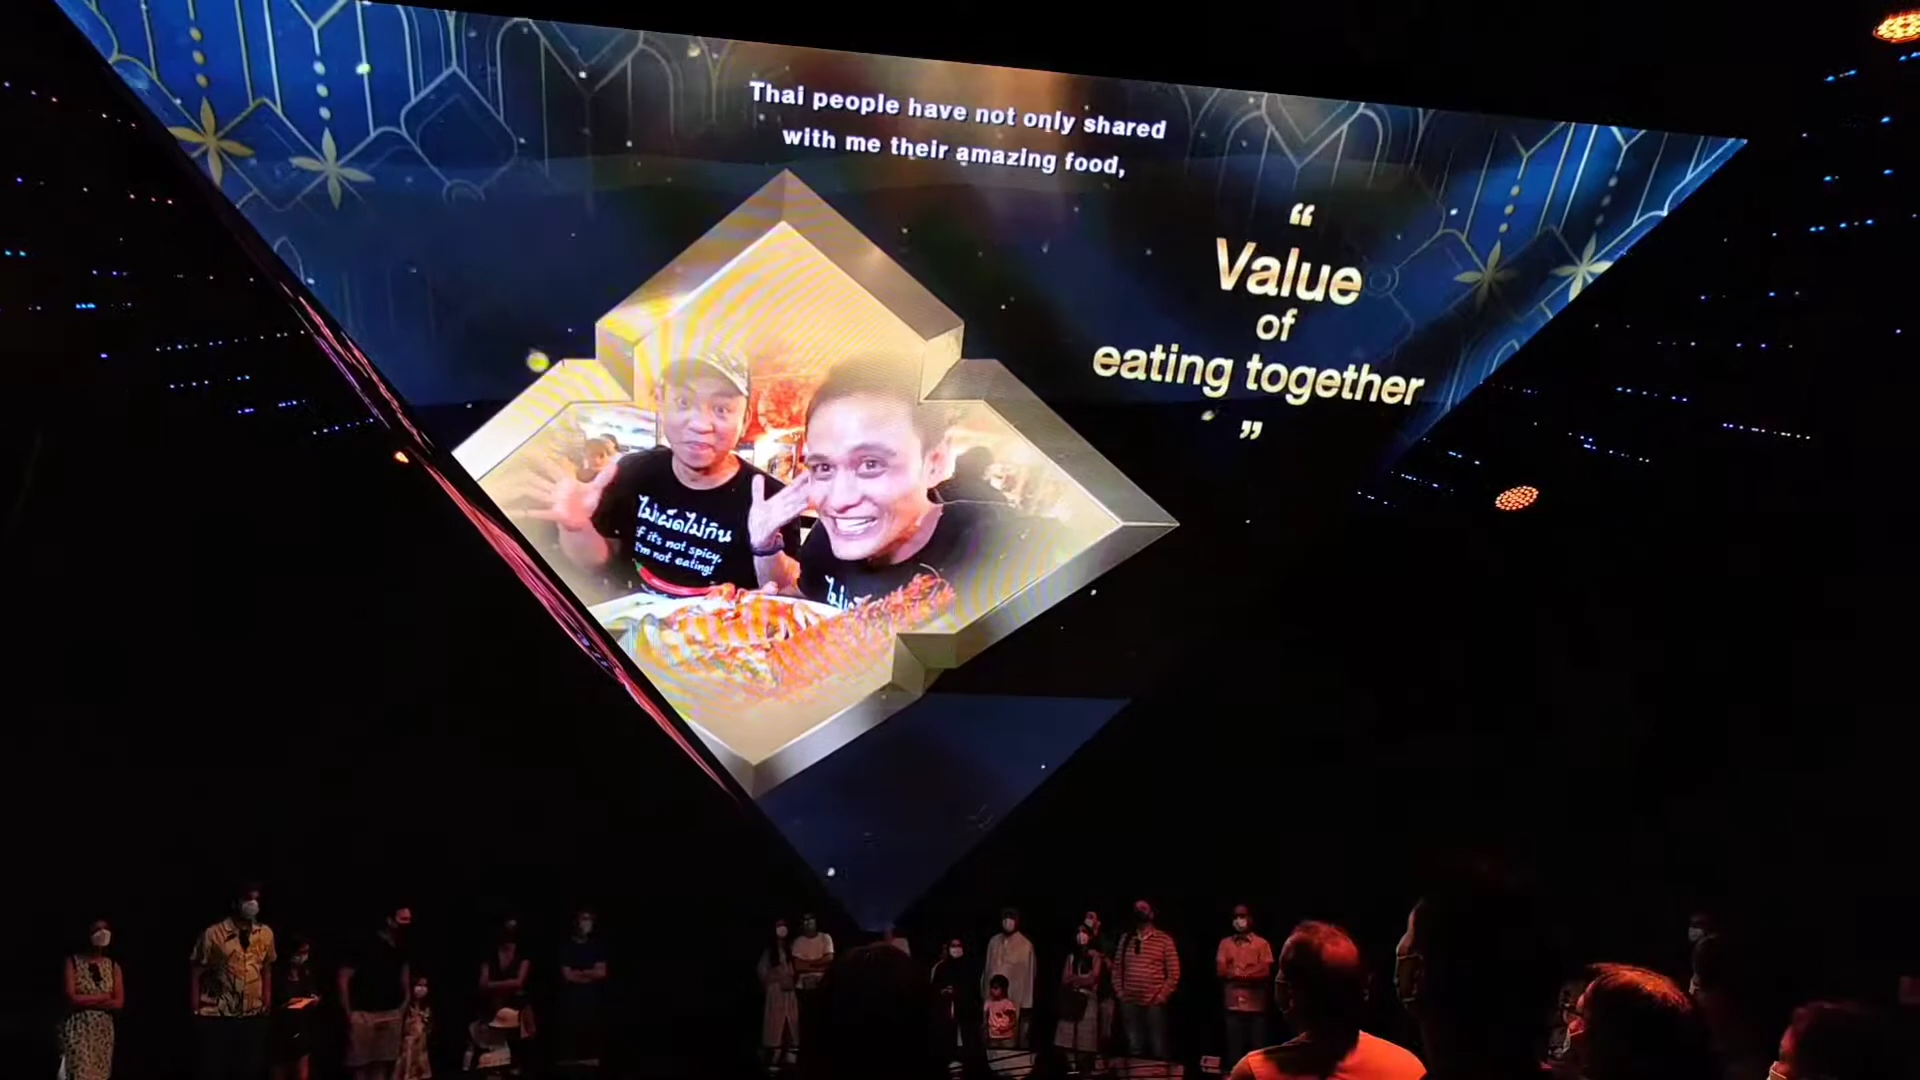 Thai people have not only shared
with me their amazing food,
“
Value
of
eating together
”
ไม่เผ็ดไม่กิน
if it's not spicy,
I'm not eating!